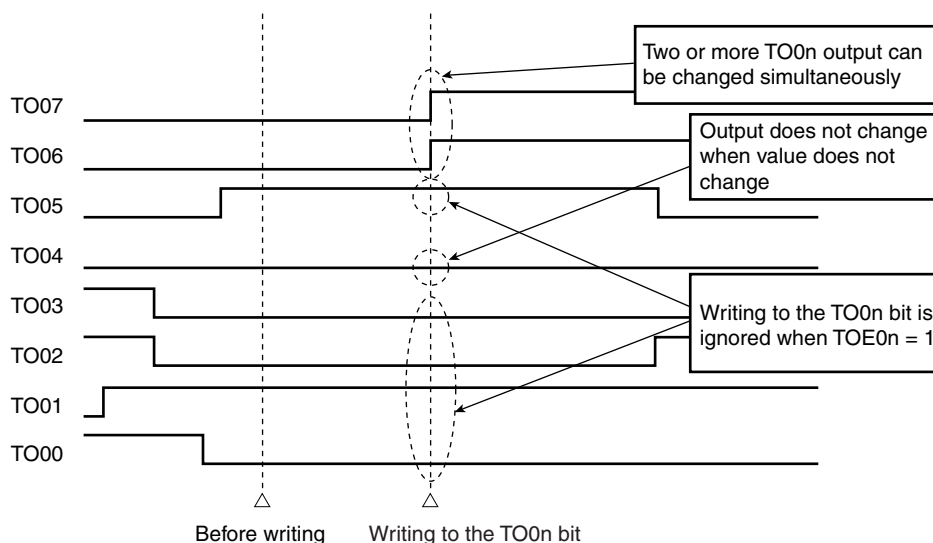 Two or more TO0n output can
be changed simultaneously
TO07
Output does not change
when value does not
change
TO06
TO05
TO04
TO03
Writing to the TO0n bit is
ignored when TOE0n = 1
TO02
TO01
TO00
Before writing
Writing to the TO0n bit